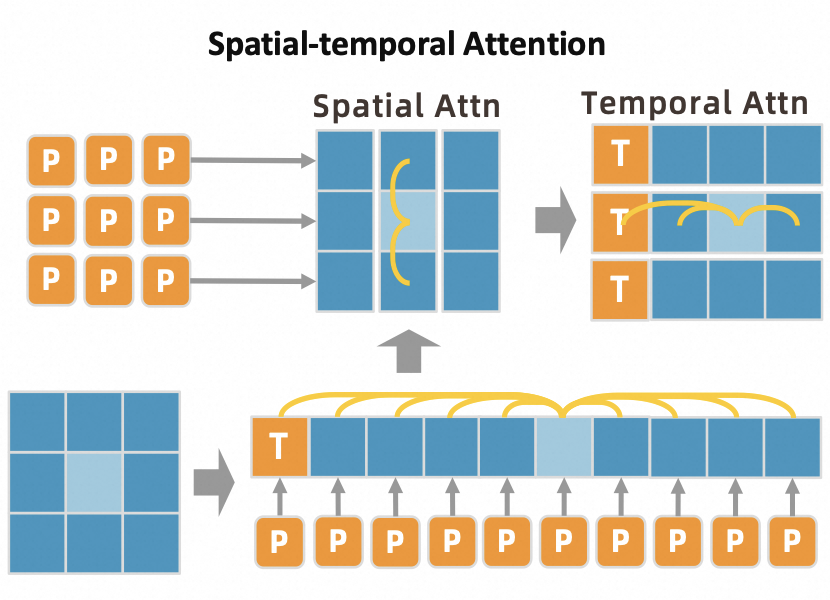 Spatial-temporal Attention
Spatial Attn
Temporal Attn
P P P
P P P
P P P
T
T
T
T
P P P P P P P P P P